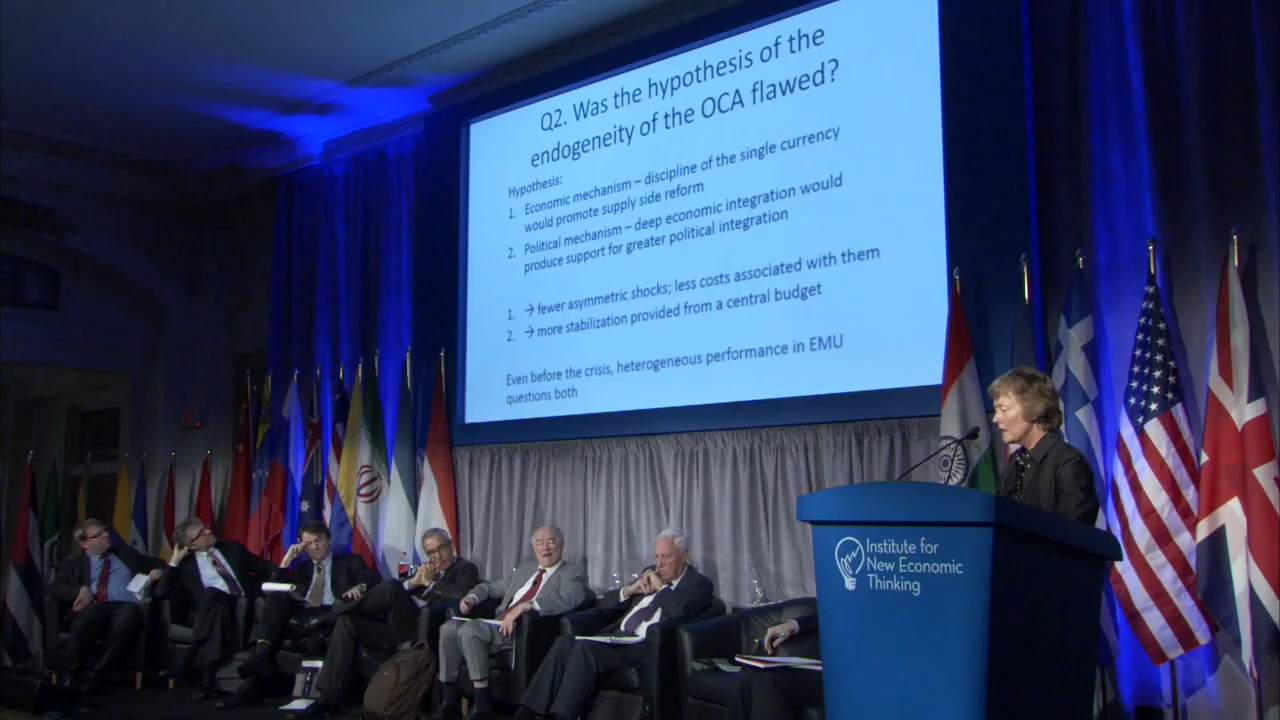 Q2. Was the hypothesis of the
endogeneity of the OCA flawed?
Hypothesis:
1. Economic mechanism – discipline of the single currency
would promote supply side reform
2. Political mechanism – deep economic integration would
produce support for greater political integration
1. → fewer asymmetric shocks; less costs associated with them
2. → more stabilization provided from a central budget
Even before the crisis, heterogeneous performance in EMU
questions both
Institute for
New Economic
Thinking